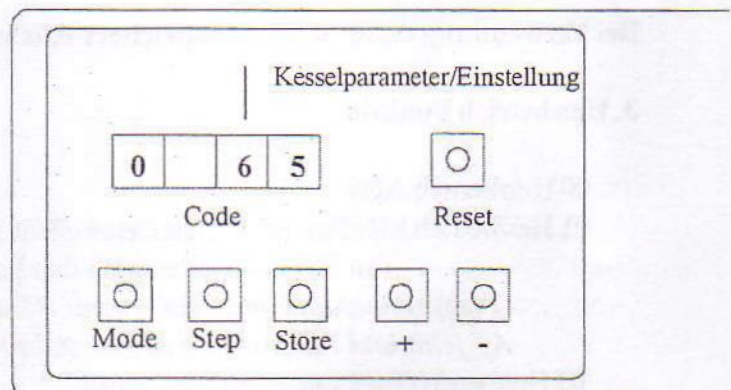 Kesselparameter/Einstellung
0 6 5
Code Reset
Mode Step Store + -